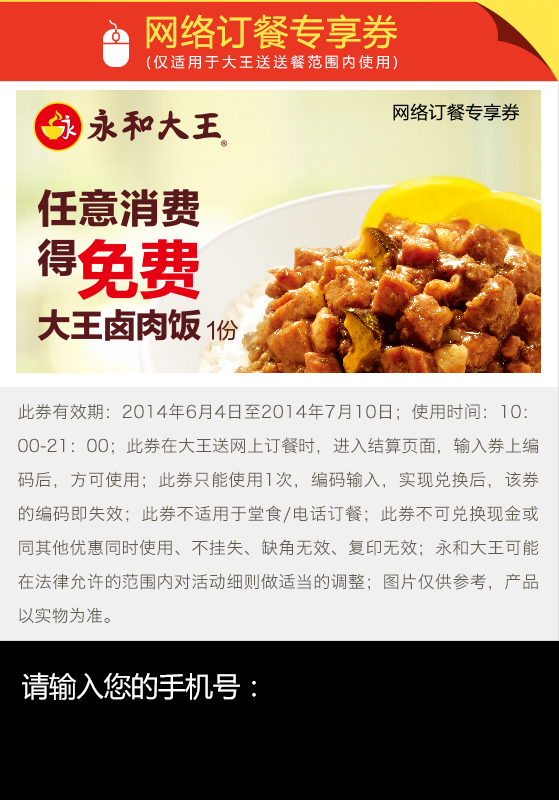 网络订餐专享券
(仅适用于大王送送餐范围内使用)
网络订餐专享券
永
永和大王®
任意消费
得免费
大王卤肉饭1份
此券有效期：2014年6月4日至2014年7月10日；使用时间：10：
00-21：00；此券在大王送网上订餐时，进入结算页面，输入券上编
码后，方可使用；此券只能使用1次，编码输入，实现兑换后，该券
的编码即失效；此券不适用于堂食/电话订餐；此券不可兑换现金或
同其他优惠同时使用、不挂失、缺角无效、复印无效；永和大王可能
在法律允许的范围内对活动细则做适当的调整；图片仅供参考，产品
以实物为准。
请输入您的手机号：